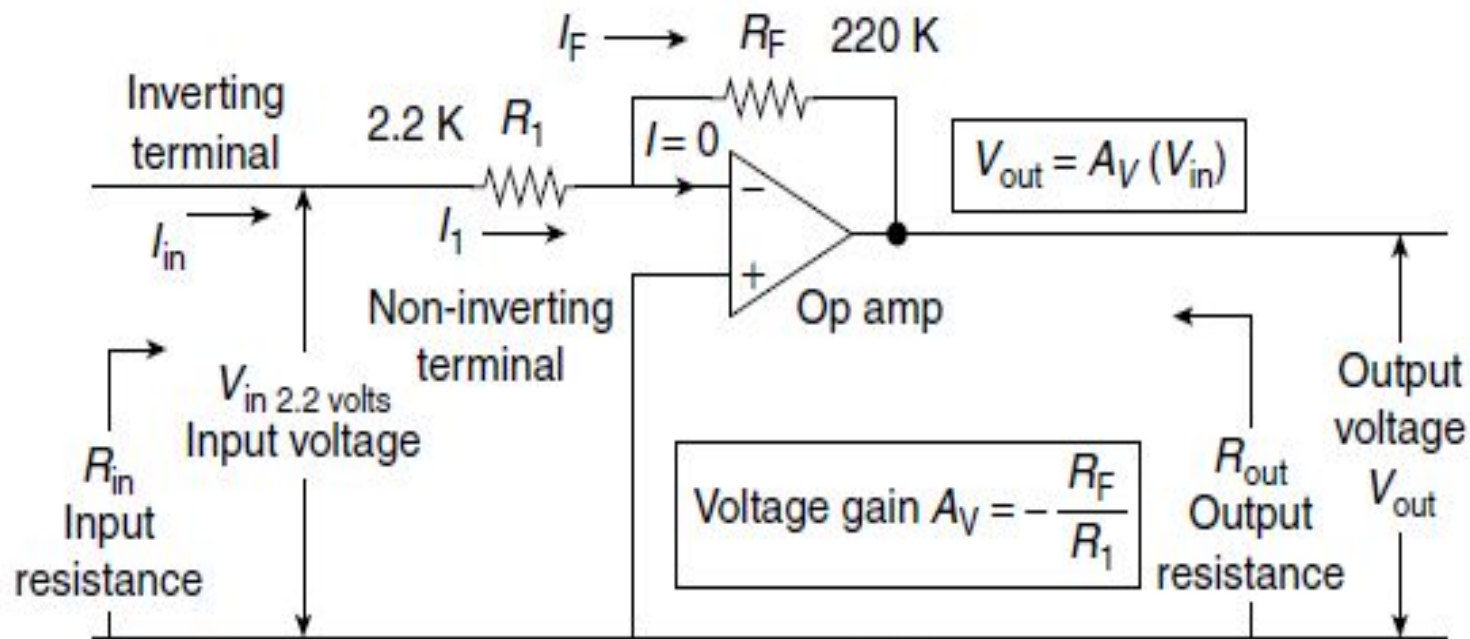 I_F R_F 220 K
Inverting
terminal
2.2 K R_1
I = 0
V_out = A_V (V_in)
I_in
I_1
−
+
Non-inverting
terminal
Op amp
V_in 2.2 volts
Input voltage
R_in
Input
resistance
Voltage gain A_V = − R_F / R_1
R_out
Output
resistance
Output
voltage
V_out